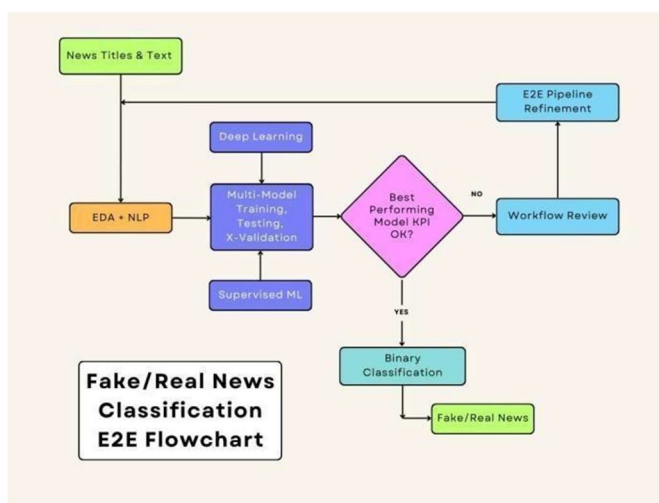 News Titles & Text
E2E Pipeline
Refinement
Deep Learning
Multi-Model
Training,
Testing,
X-Validation
EDA + NLP
Best
Performing
Model KPI
OK?
NO
Workflow Review
Supervised ML
YES
Binary
Classification
Fake/Real News
Classification
E2E Flowchart
Fake/Real News